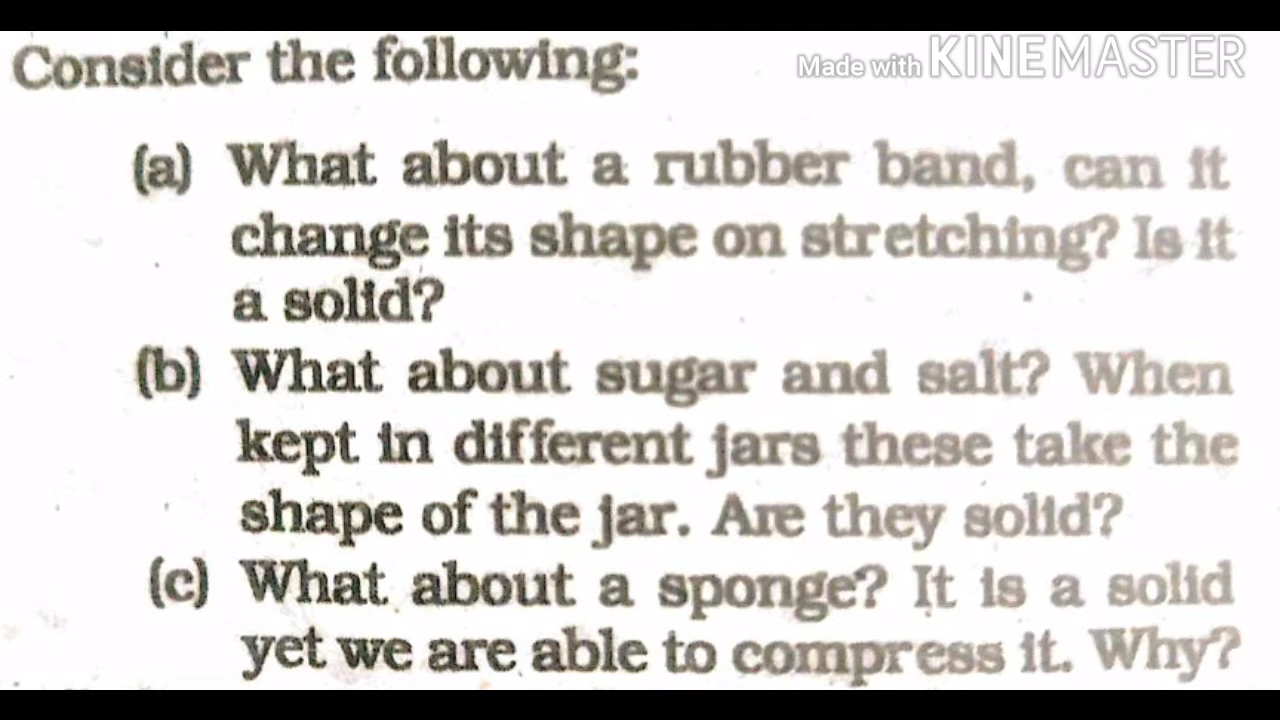 Consider the following:
Made with KINEMASTER
(a) What about a rubber band, can it
change its shape on stretching? Is it
a solid?
(b) What about sugar and salt? When
kept in different jars these take the
shape of the jar. Are they solid?
(c) What about a sponge? It is a solid
yet we are able to compress it. Why?